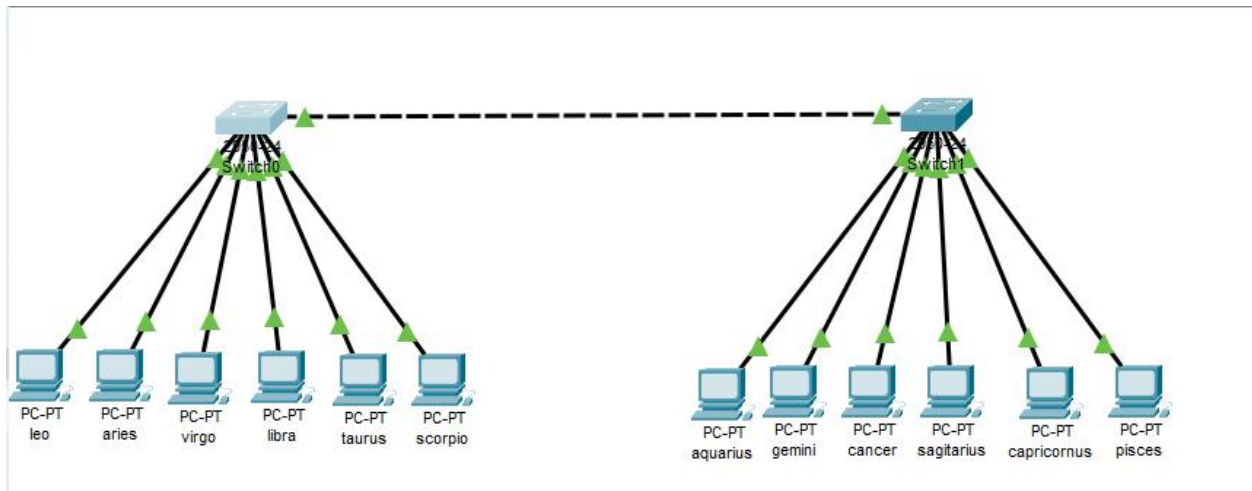 Switch0
Switch1
PC-PT
leo
PC-PT
aries
PC-PT
virgo
PC-PT
libra
PC-PT
taurus
PC-PT
scorpio
PC-PT
aquarius
PC-PT
gemini
PC-PT
cancer
PC-PT
sagitarius
PC-PT
capricornus
PC-PT
pisces